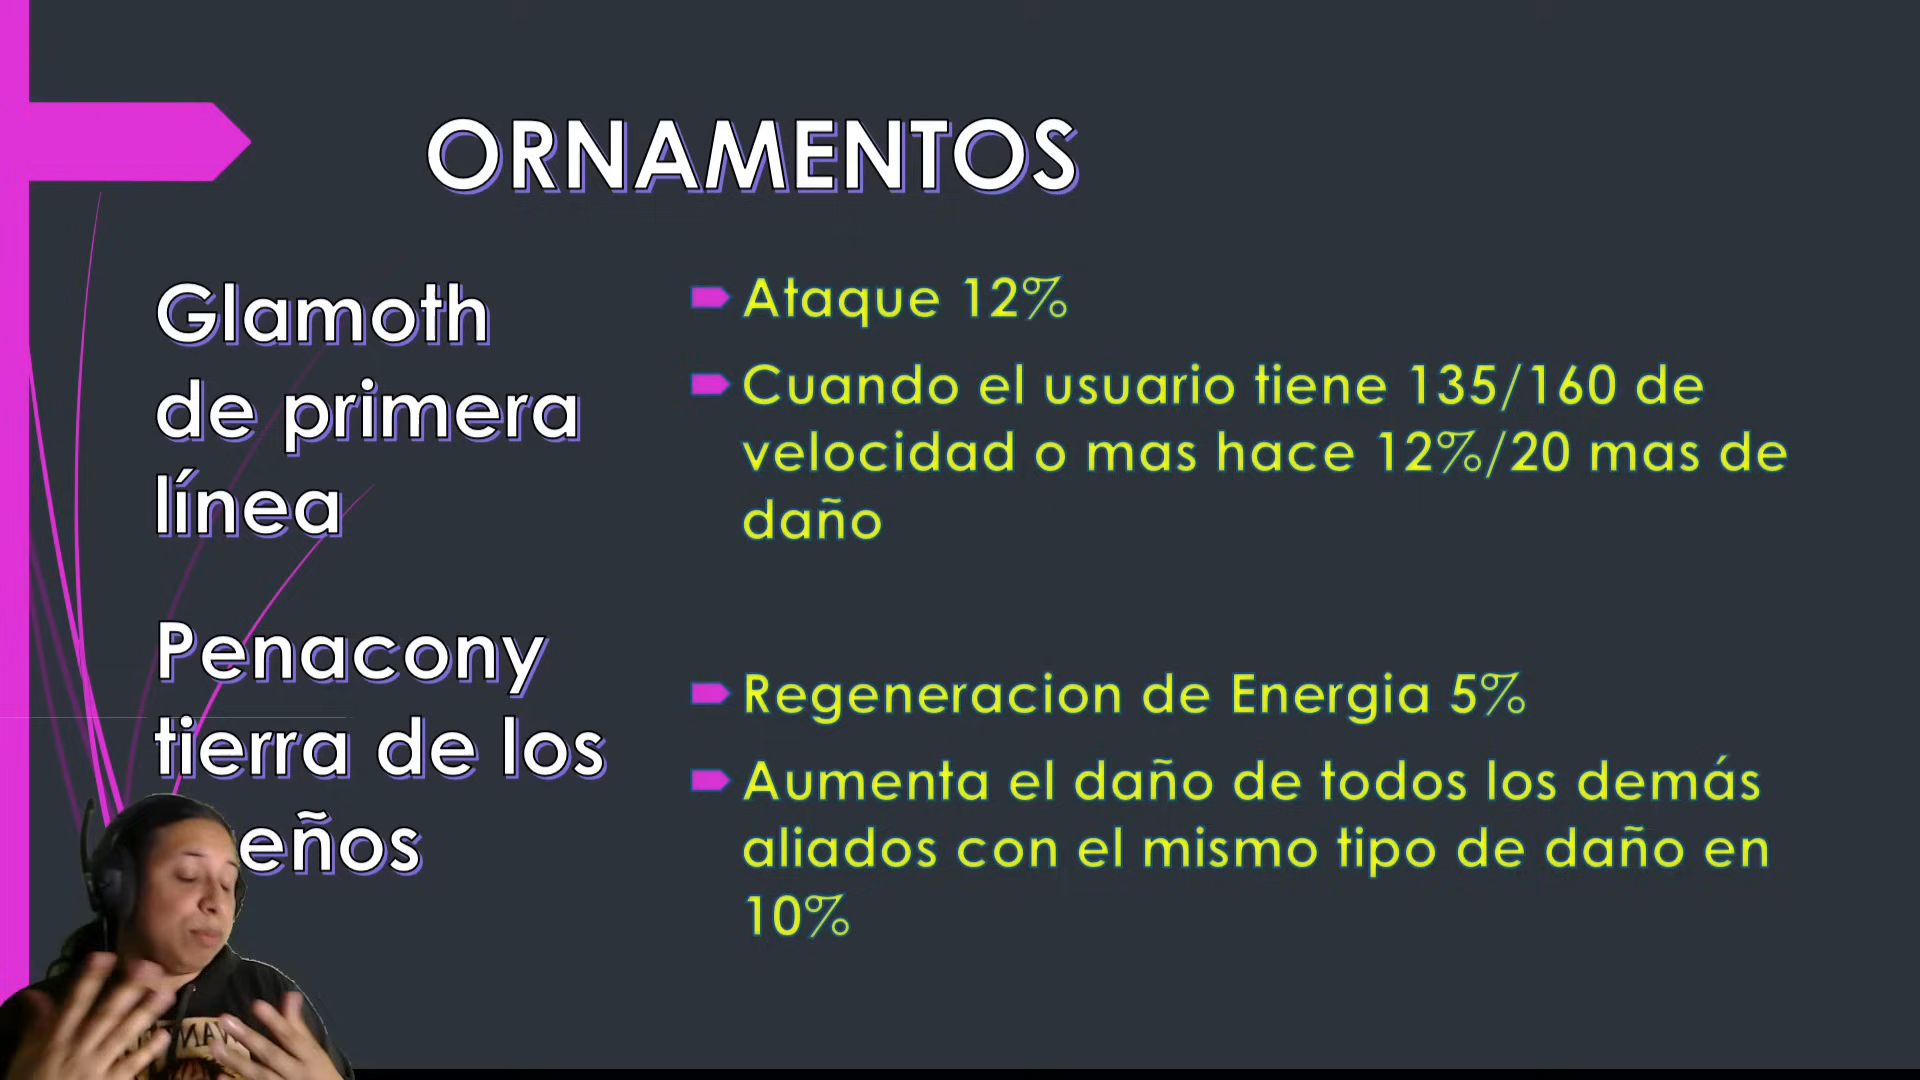 ORNAMENTOS
Glamoth
de primera
línea
Ataque 12%
Cuando el usuario tiene 135/160 de
velocidad o mas hace 12%/20 mas de
daño
Penacony
tierra de los
eños
Regeneracion de Energia 5%
Aumenta el daño de todos los demás
aliados con el mismo tipo de daño en
10%